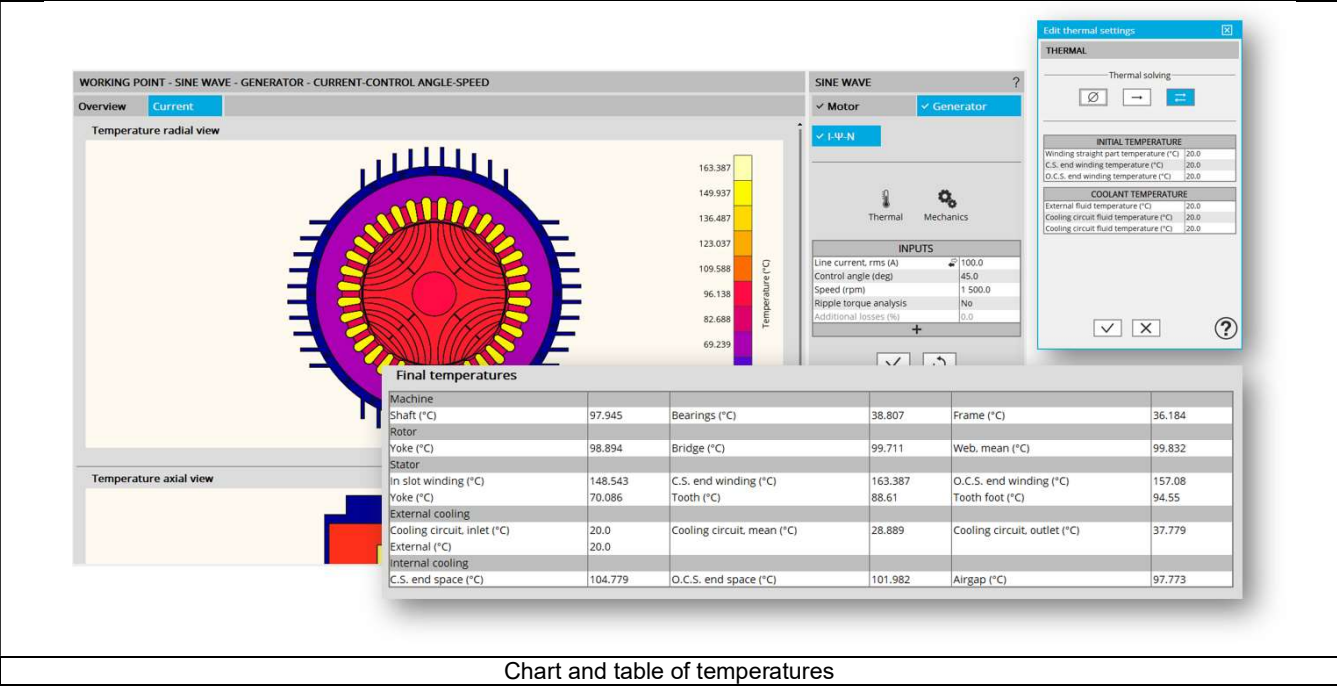 WORKING POINT - SINE WAVE - GENERATOR - CURRENT-CONTROL ANGLE-SPEED
Overview Current
Temperature radial view
163.387
149.937
136.487
123.037
109.588
96.138
82.688
69.239
Temperature (°C)
Temperature axial view
SINE WAVE ?
✓ Motor ✓ Generator
✓ I-Ψ-N
Thermal Mechanics
INPUTS
Line current, rms (A) 100.0
Control angle (deg) 45.0
Speed (rpm) 1 500.0
Ripple torque analysis No
Additional losses (%) 0.0
+
Edit thermal settings
THERMAL
Thermal solving
INITIAL TEMPERATURE
Winding straight part temperature (°C) 20.0
C.S. end winding temperature (°C) 20.0
O.C.S. end winding temperature (°C) 20.0
COOLANT TEMPERATURE
External fluid temperature (°C) 20.0
Cooling circuit fluid temperature (°C) 20.0
Cooling circuit fluid temperature (°C) 20.0
?
Final temperatures
Machine
Shaft (°C) 97.945 Bearings (°C) 38.807 Frame (°C) 36.184
Rotor
Yoke (°C) 98.894 Bridge (°C) 99.711 Web, mean (°C) 99.832
Stator
In slot winding (°C) 148.543 C.S. end winding (°C) 163.387 O.C.S. end winding (°C) 157.08
Yoke (°C) 70.086 Tooth (°C) 88.61 Tooth foot (°C) 94.55
External cooling
Cooling circuit, inlet (°C) 20.0 Cooling circuit, mean (°C) 28.889 Cooling circuit, outlet (°C) 37.779
External (°C) 20.0
Internal cooling
C.S. end space (°C) 104.779 O.C.S. end space (°C) 101.982 Airgap (°C) 97.773
Chart and table of temperatures